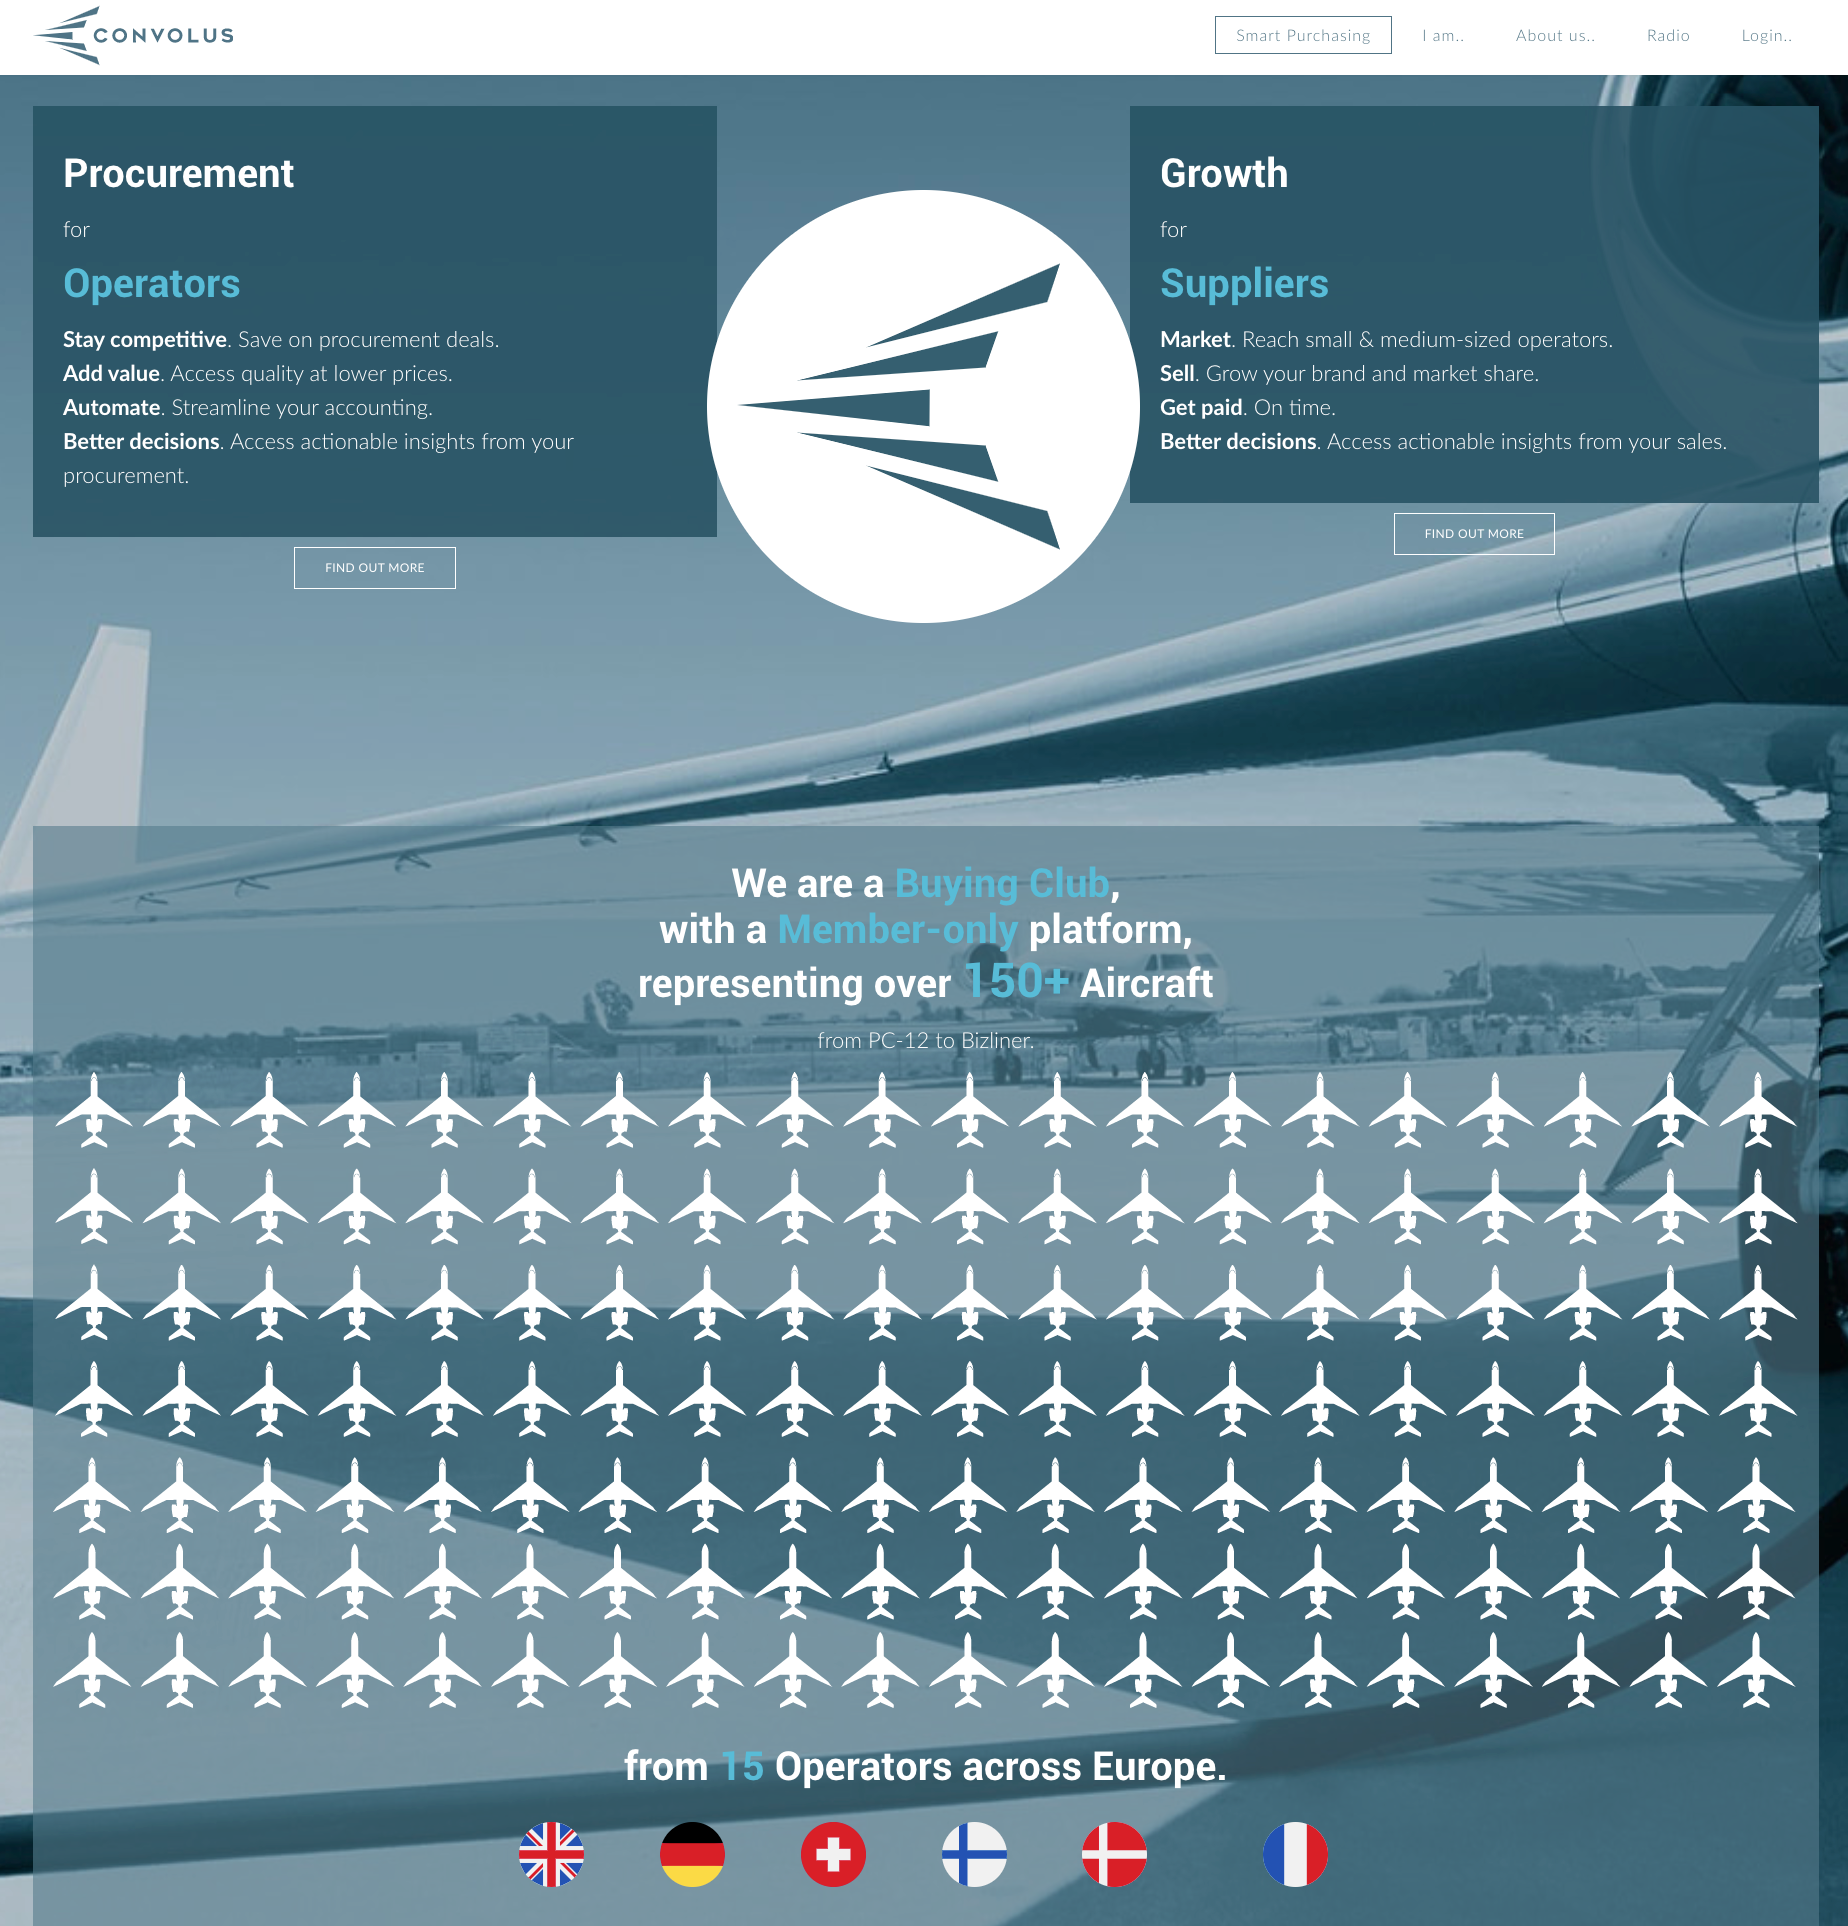 CONVOLUS
Smart Purchasing
I am..
About us..
Radio
Login..
Procurement
for
Operators
Stay competitive. Save on procurement deals.
Add value. Access quality at lower prices.
Automate. Streamline your accounting.
Better decisions. Access actionable insights from your
procurement.
FIND OUT MORE
Growth
for
Suppliers
Market. Reach small & medium-sized operators.
Sell. Grow your brand and market share.
Get paid. On time.
Better decisions. Access actionable insights from your sales.
FIND OUT MORE
We are a Buying Club,
with a Member-only platform,
representing over 150+ Aircraft
from PC-12 to Bizliner.
from 15 Operators across Europe.